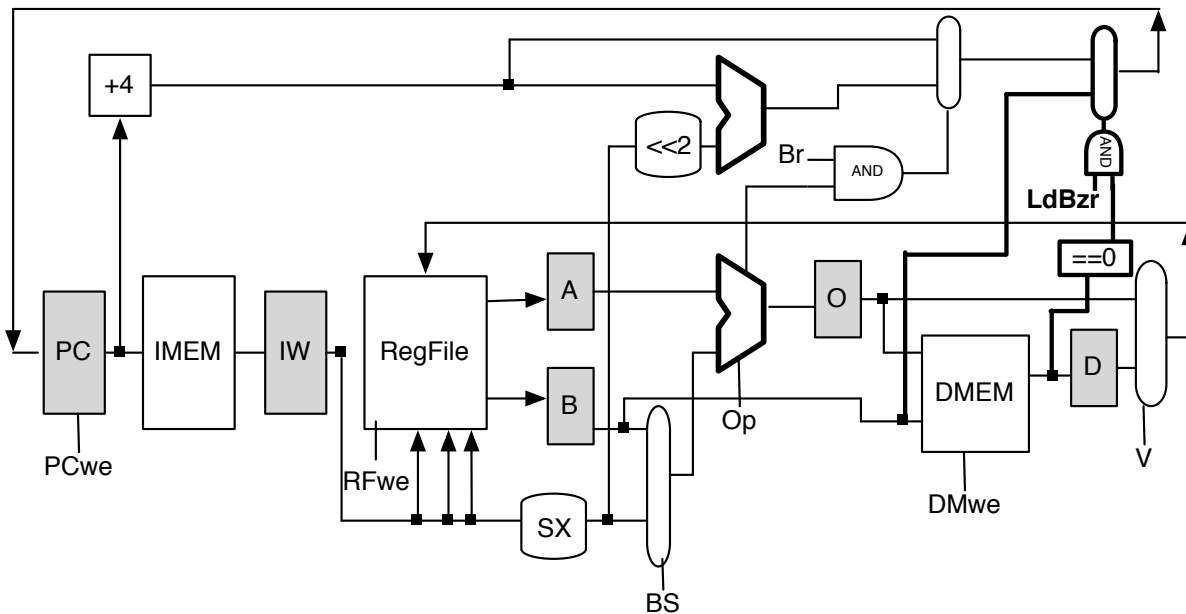 +4
<<2
Br
AND
AND
LdBzr
==0
PC
IMEM
IW
RegFile
A
O
B
DMEM
D
Op
PCwe
RFwe
V
DMwe
SX
BS